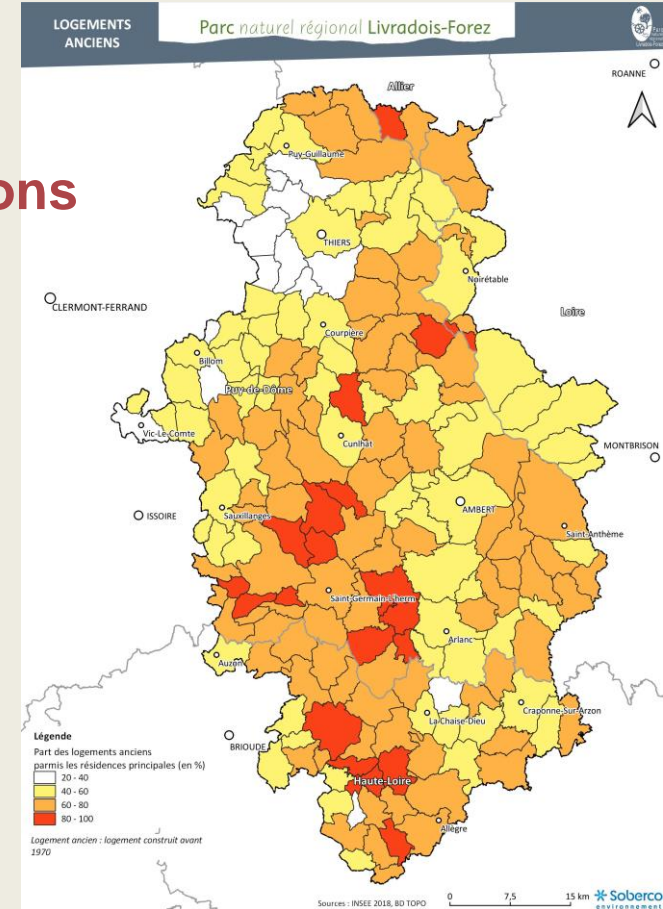 LOGEMENTS
ANCIENS
Parc naturel régional Livradois-Forez
Parc
ons
ROANNE
Allier
Puy-Guillaume
THIERS
Noirétable
CLERMONT-FERRAND
Loire
Courpière
Billom
Puy-de-Dôme
Vic-Le-Comte
Cunlhat
MONTBRISON
ISSOIRE
Sauxillanges
AMBERT
Saint-Anthème
Saint-Germain-L'herm
Arlanc
Auzon
Craponne-Sur-Arzon
La Chaise-Dieu
BRIOUDE
Haute-Loire
Allègre
Légende
Part des logements anciens
parmis les résidences principales (en %)
20 - 40
40 - 60
60 - 80
80 - 100
Logement ancien : logement construit avant
1970
Sources : INSEE 2018, BD TOPO
0 7,5 15 km
Soberco
environnement